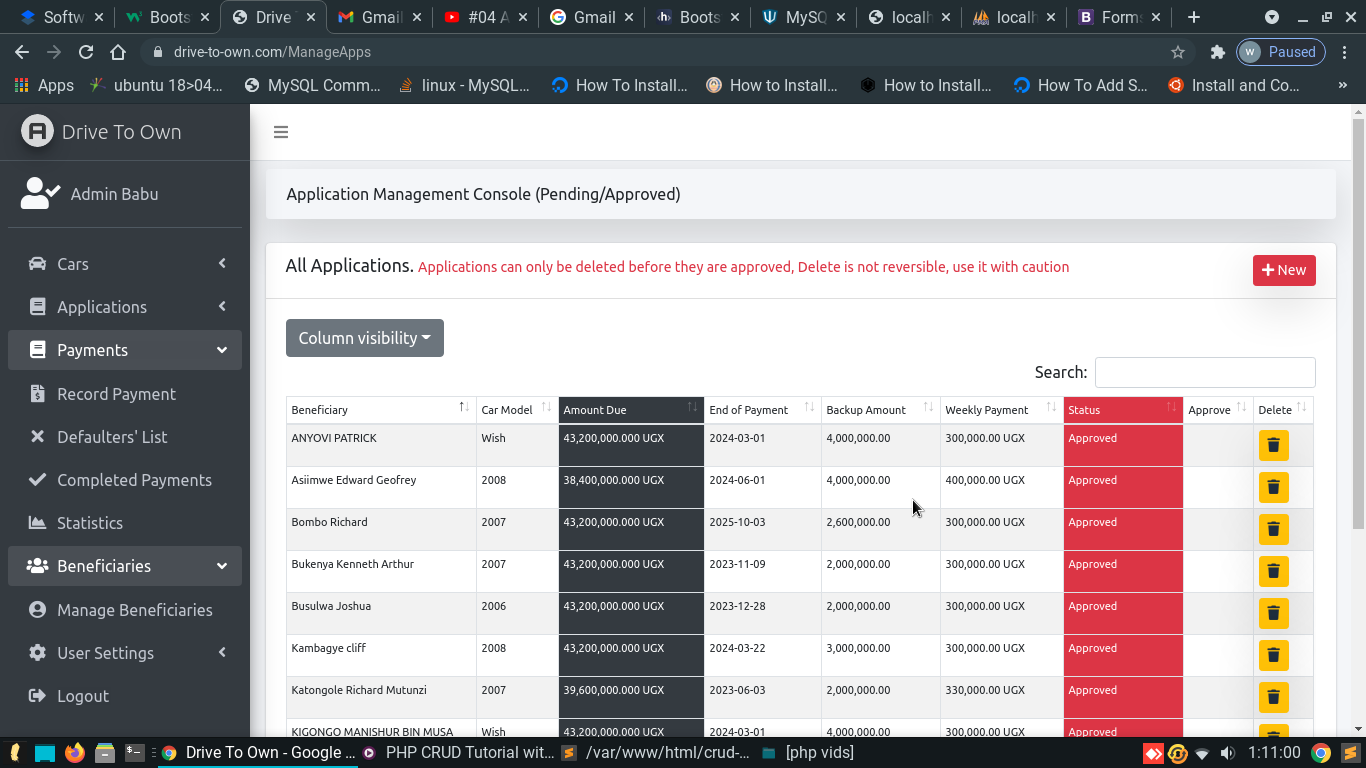 Softw
Boots
Drive
Gmail
#04 A
Gmail
Boots
MySQ
localh
localh
Forms
drive-to-own.com/ManageApps
w Paused
Apps
ubuntu 18>04...
MySQL Comm...
linux - MySQL...
How To Install...
How to Install...
How to Install...
How To Add S...
Install and Co...
»
Drive To Own
Admin Babu
Cars
Applications
Payments
Record Payment
Defaulters' List
Completed Payments
Statistics
Beneficiaries
Manage Beneficiaries
User Settings
Logout
Application Management Console (Pending/Approved)
All Applications. Applications can only be deleted before they are approved, Delete is not reversible, use it with caution
New
Column visibility
Search:
Beneficiary Car Model Amount Due End of Payment Backup Amount Weekly Payment Status Approve Delete
ANYOVI PATRICK Wish 43,200,000.000 UGX 2024-03-01 4,000,000.00 300,000.00 UGX Approved
Asiimwe Edward Geofrey 2008 38,400,000.000 UGX 2024-06-01 4,000,000.00 400,000.00 UGX Approved
Bombo Richard 2007 43,200,000.000 UGX 2025-10-03 2,600,000.00 300,000.00 UGX Approved
Bukenya Kenneth Arthur 2007 43,200,000.000 UGX 2023-11-09 2,000,000.00 300,000.00 UGX Approved
Busulwa Joshua 2006 43,200,000.000 UGX 2023-12-28 2,000,000.00 300,000.00 UGX Approved
Kambagye cliff 2008 43,200,000.000 UGX 2024-03-22 3,000,000.00 300,000.00 UGX Approved
Katongole Richard Mutunzi 2007 39,600,000.000 UGX 2023-06-03 2,000,000.00 330,000.00 UGX Approved
KIGONGO MANISHUR BIN MUSA Wish 43,200,000.000 UGX 2024-03-01 4,000,000.00 300,000.00 UGX Approved
Drive To Own - Google ...
PHP CRUD Tutorial wit...
/var/www/html/crud-...
[php vids]
1:11:00